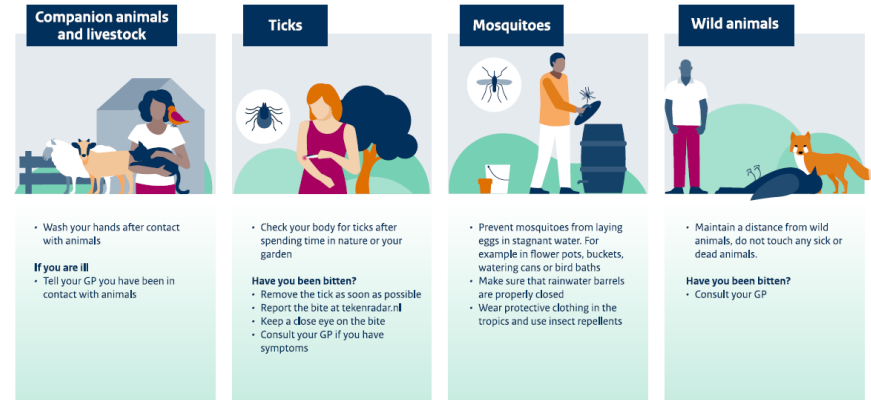 Companion animals
and livestock
• Wash your hands after contact
with animals
If you are ill
• Tell your GP you have been in
contact with animals
Ticks
• Check your body for ticks after
spending time in nature or your
garden
Have you been bitten?
• Remove the tick as soon as possible
• Report the bite at tekenradar.nl
• Keep a close eye on the bite
• Consult your GP if you have
symptoms
Mosquitoes
• Prevent mosquitoes from laying
eggs in stagnant water. For
example in flower pots, buckets,
watering cans or bird baths
• Make sure that rainwater barrels
are properly closed
• Wear protective clothing in the
tropics and use insect repellents
Wild animals
• Maintain a distance from wild
animals, do not touch any sick or
dead animals.
Have you been bitten?
• Consult your GP